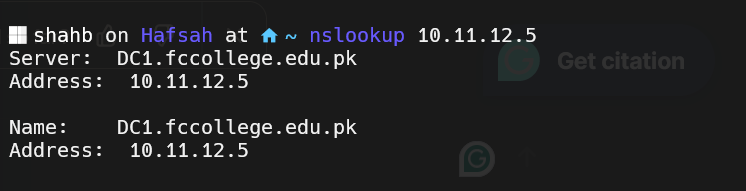 shahb on Hafsah at ~ nslookup 10.11.12.5
Server: DC1.fccollege.edu.pk
Address: 10.11.12.5
Get citation
Name: DC1.fccollege.edu.pk
Address: 10.11.12.5